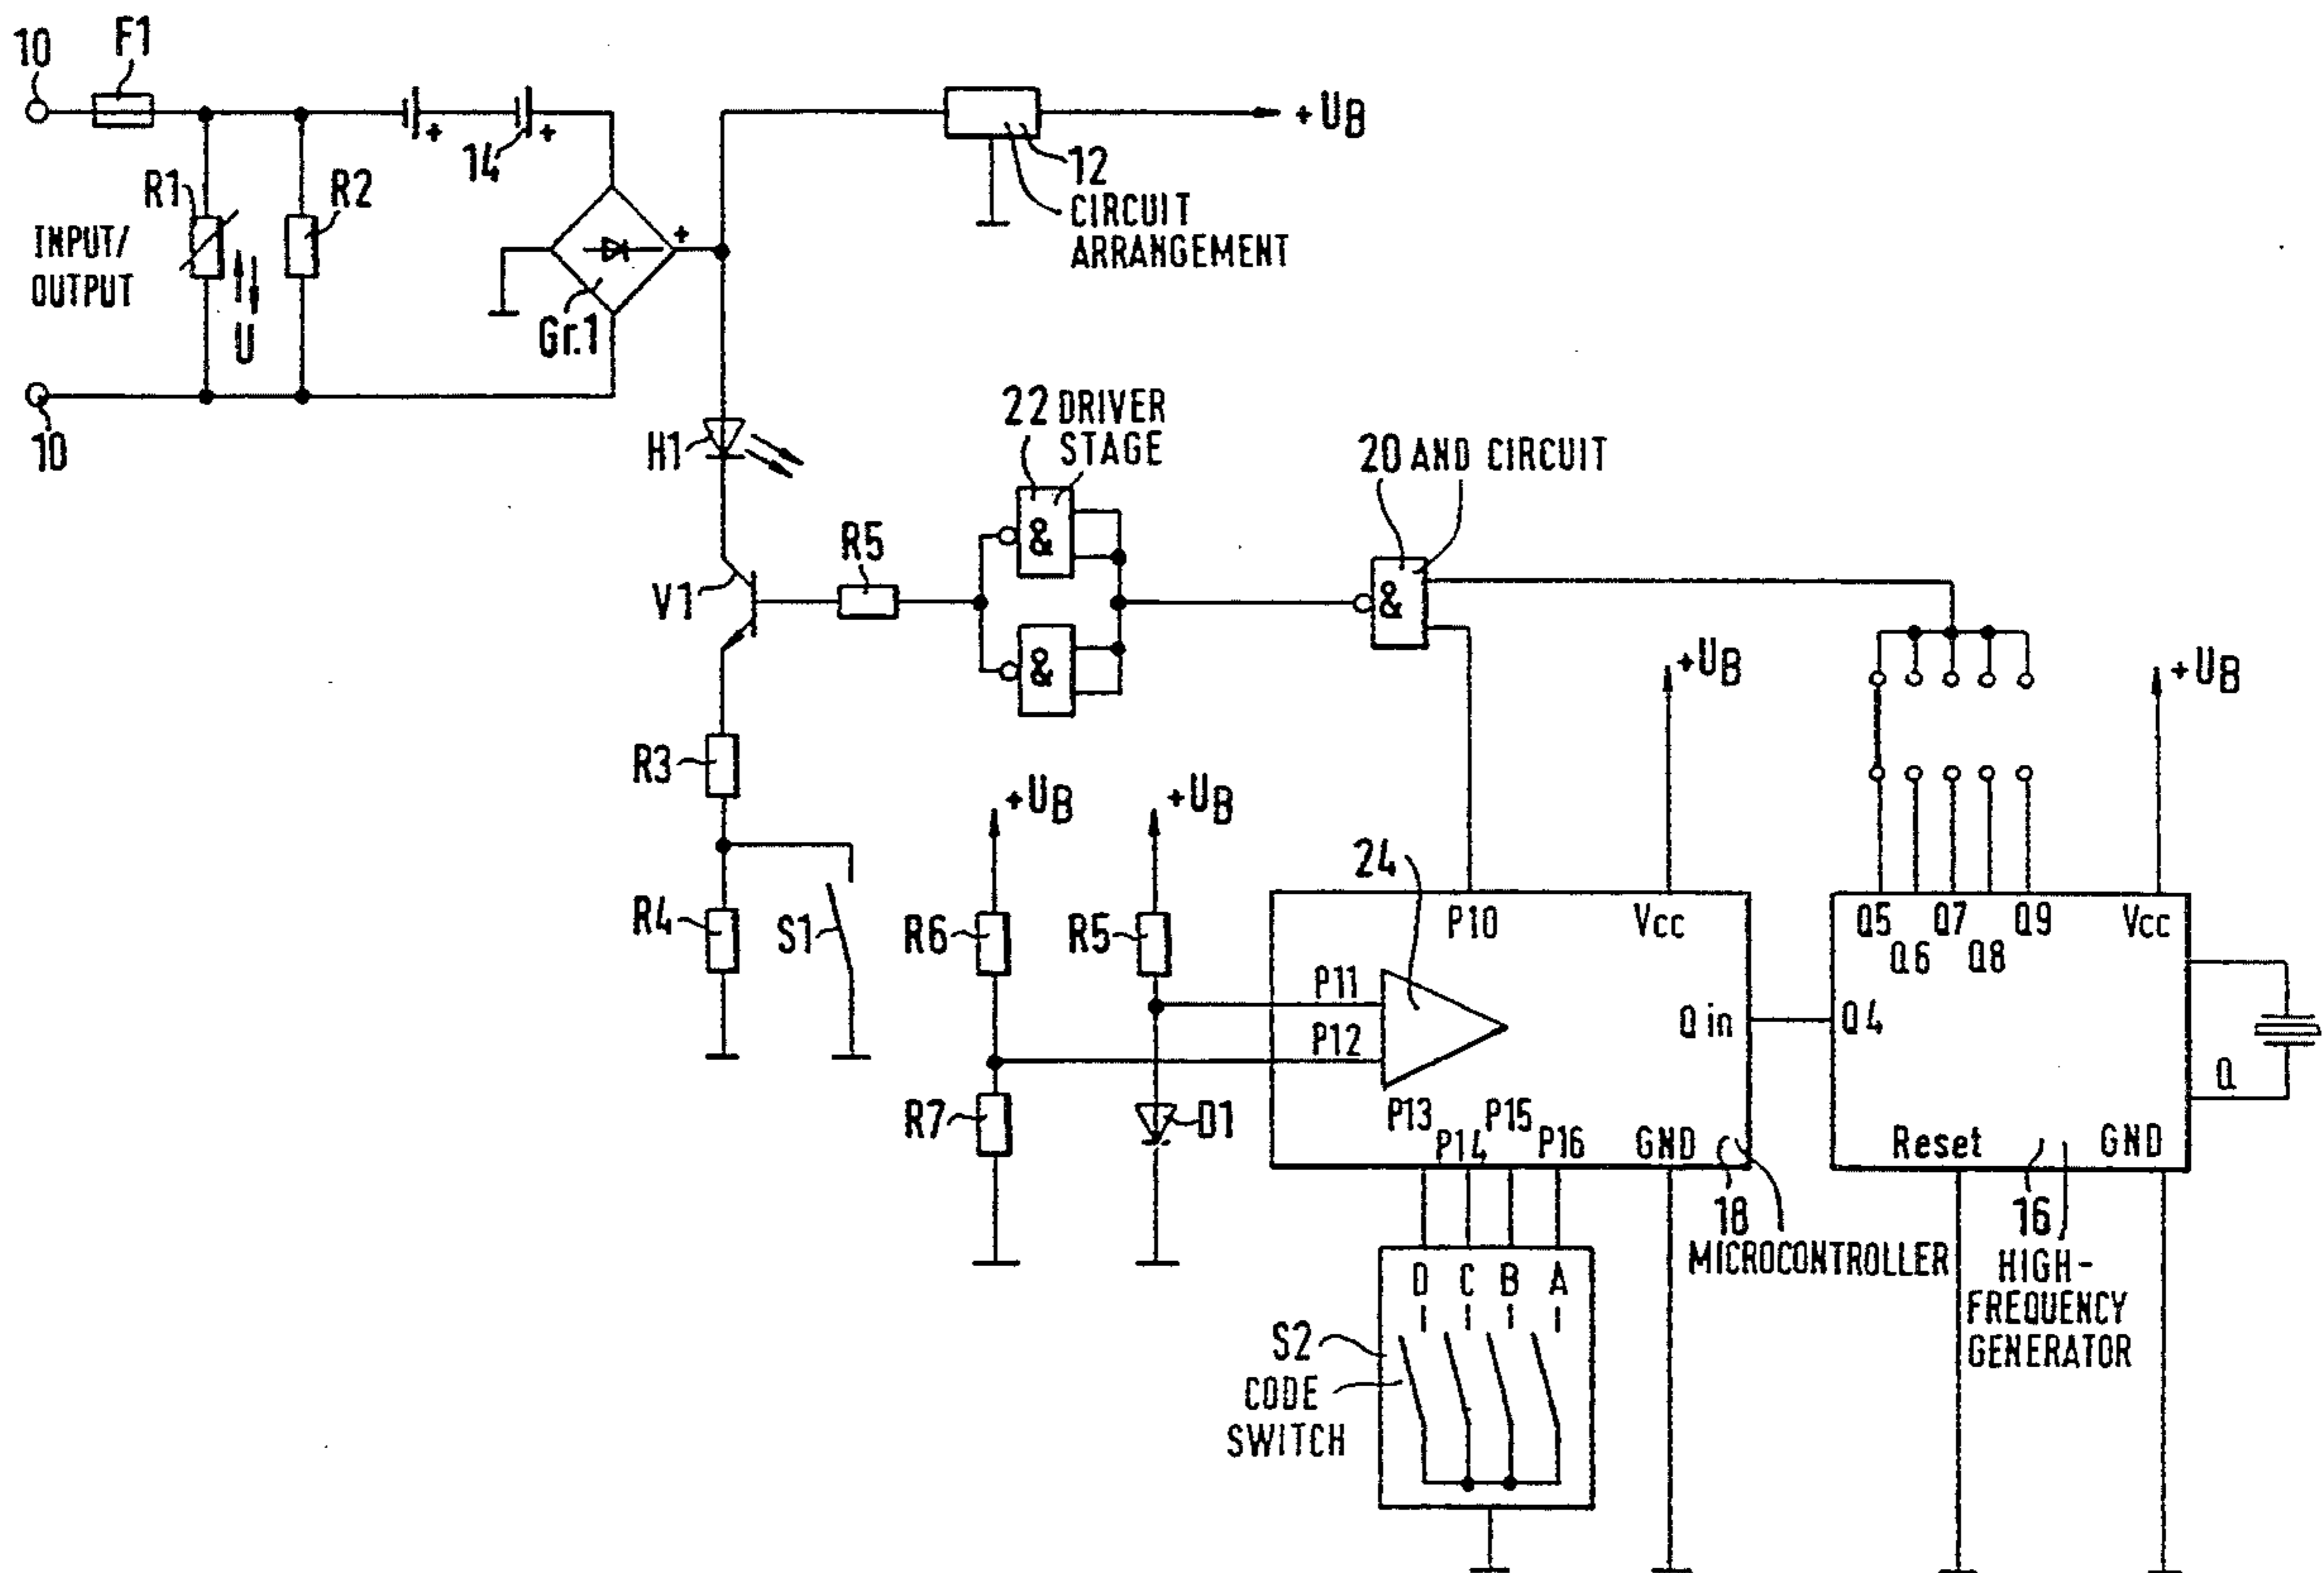 10
F1
14
R1
R2
INPUT/
OUTPUT
U
+
+
+
Gr.1
10
+UB
12
CIRCUIT
ARRANGEMENT
H1
22 DRIVER
STAGE
20 AND CIRCUIT
V1
R5
&
&
&
R3
R4
S1
+UB
+UB
+UB
+UB
R6
R5
R7
D1
24
P10
Vcc
P11
P12
Q in
P13
P14
P15
P16
GND
Q5
Q6
Q7
Q8
Q9
Vcc
Q4
Q
Reset
GND
18
MICROCONTROLLER
16
HIGH-
FREQUENCY
GENERATOR
D C B A
S2
CODE
SWITCH